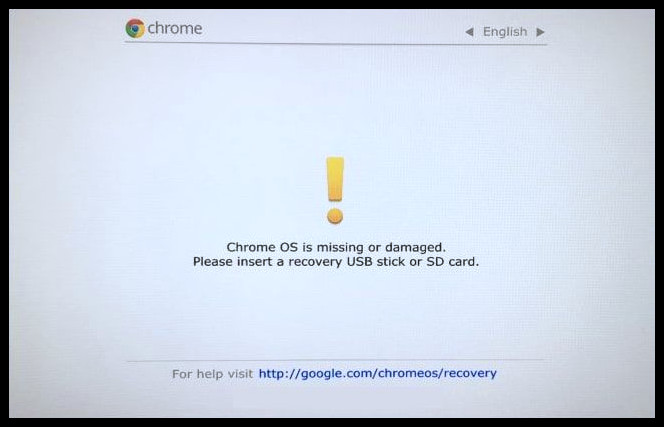 chrome
◀ English ▶
!
Chrome OS is missing or damaged.
Please insert a recovery USB stick or SD card.
For help visit http://google.com/chromeos/recovery